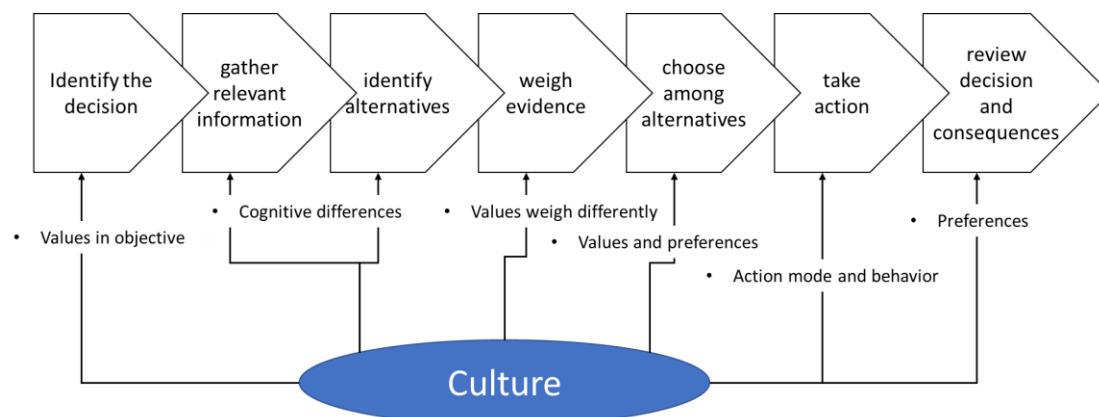 Identify the
decision
gather
relevant
information
identify
alternatives
weigh
evidence
choose
among
alternatives
take
action
review
decision
and
consequences
• Values in objective
• Cognitive differences
• Values weigh differently
• Values and preferences
• Action mode and behavior
• Preferences
Culture